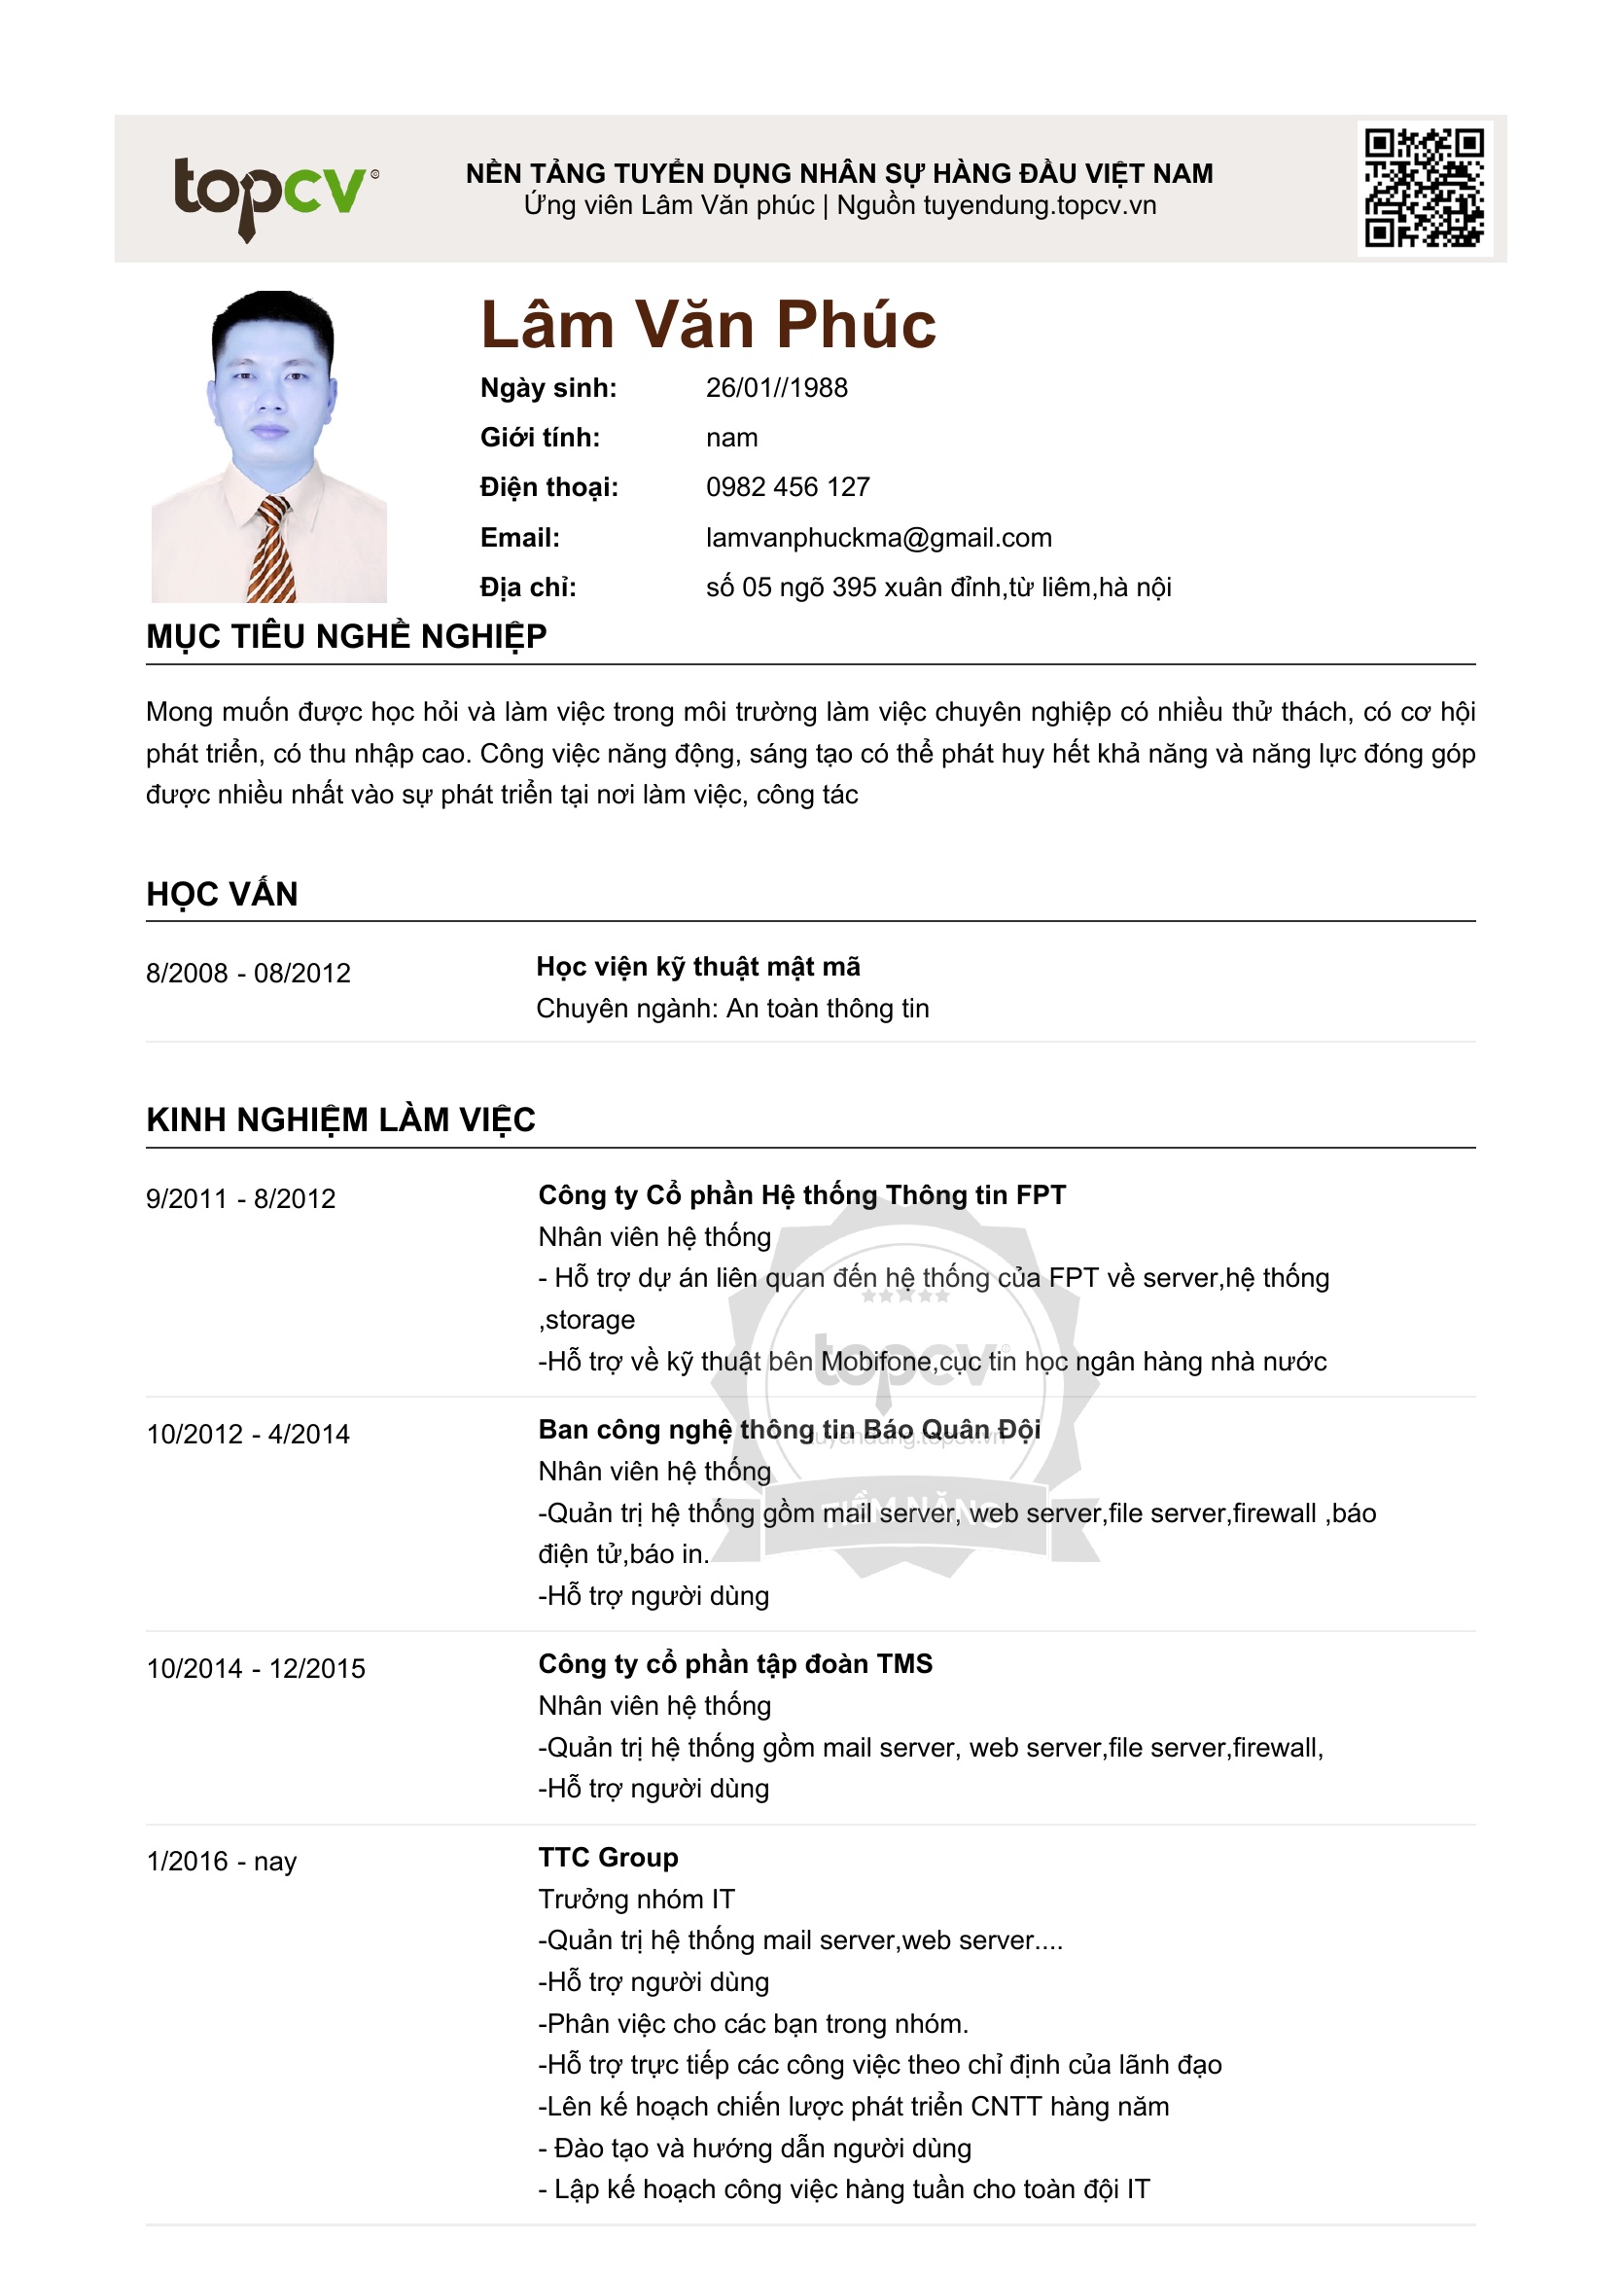 topcv®
NỀN TẢNG TUYỂN DỤNG NHÂN SỰ HÀNG ĐẦU VIỆT NAM
Ứng viên Lâm Văn phúc | Nguồn tuyendung.topcv.vn
Lâm Văn Phúc
Ngày sinh: 26/01//1988
Giới tính: nam
Điện thoại: 0982 456 127
Email: lamvanphuckma@gmail.com
Địa chỉ: số 05 ngõ 395 xuân đỉnh,từ liêm,hà nội
MỤC TIÊU NGHỀ NGHIỆP
Mong muốn được học hỏi và làm việc trong môi trường làm việc chuyên nghiệp có nhiều thử thách, có cơ hội
phát triển, có thu nhập cao. Công việc năng động, sáng tạo có thể phát huy hết khả năng và năng lực đóng góp
được nhiều nhất vào sự phát triển tại nơi làm việc, công tác
HỌC VẤN
8/2008 - 08/2012 Học viện kỹ thuật mật mã
Chuyên ngành: An toàn thông tin
KINH NGHIỆM LÀM VIỆC
9/2011 - 8/2012 Công ty Cổ phần Hệ thống Thông tin FPT
Nhân viên hệ thống
- Hỗ trợ dự án liên quan đến hệ thống của FPT về server,hệ thống
,storage
-Hỗ trợ về kỹ thuật bên Mobifone,cục tin học ngân hàng nhà nước
topcv
10/2012 - 4/2014 Ban công nghệ thông tin Báo Quân Đội
tuyendung.topcv.vn
Nhân viên hệ thống
-Quản trị hệ thống gồm mail server, web server,file server,firewall ,báo
TIỀM NĂNG
điện tử,báo in.
-Hỗ trợ người dùng
10/2014 - 12/2015 Công ty cổ phần tập đoàn TMS
Nhân viên hệ thống
-Quản trị hệ thống gồm mail server, web server,file server,firewall,
-Hỗ trợ người dùng
1/2016 - nay TTC Group
Trưởng nhóm IT
-Quản trị hệ thống mail server,web server....
-Hỗ trợ người dùng
-Phân việc cho các bạn trong nhóm.
-Hỗ trợ trực tiếp các công việc theo chỉ định của lãnh đạo
-Lên kế hoạch chiến lược phát triển CNTT hàng năm
- Đào tạo và hướng dẫn người dùng
- Lập kế hoạch công việc hàng tuần cho toàn đội IT